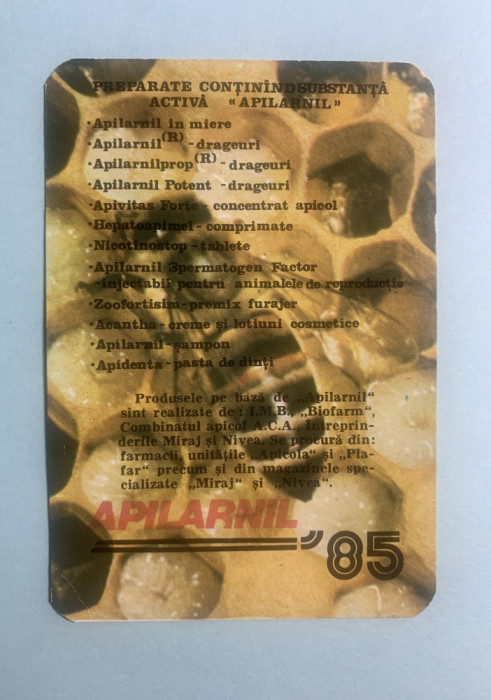 PREPARATE CONȚINÎND SUBSTANȚĂ
ACTIVĂ «APILARNIL»
·Apilarnil in miere
·Apilarnil(R) -drageuri
·Apilarnilprop(R) -drageuri
·Apilarnil Potent -drageuri
·Apivitas Forte- concentrat apicol
·Hepatoapimel- comprimate
·Nicotinostop-tablete
·Apilarnil Spermatogen Factor
-injectabil pentru animalele de reproducție
·Zoofortisim-premix furajer
·Acantha-creme și lotiuni cosmetice
·Apilarnil-șampon
·Apidenta-pasta de dinți
Produsele pe bază de „Apilarnil“
sint realizate de: I.M.B., „Biofarm“,
Combinatul apicol A.C.A., Intreprin-
derile Miraj și Nivea. Se procură din:
farmacii, unitățile „Apicola“ și „Pla-
far“ precum și din magazinele spe-
cializate „Miraj“ și „Nivea“.
APILARNIL
'85